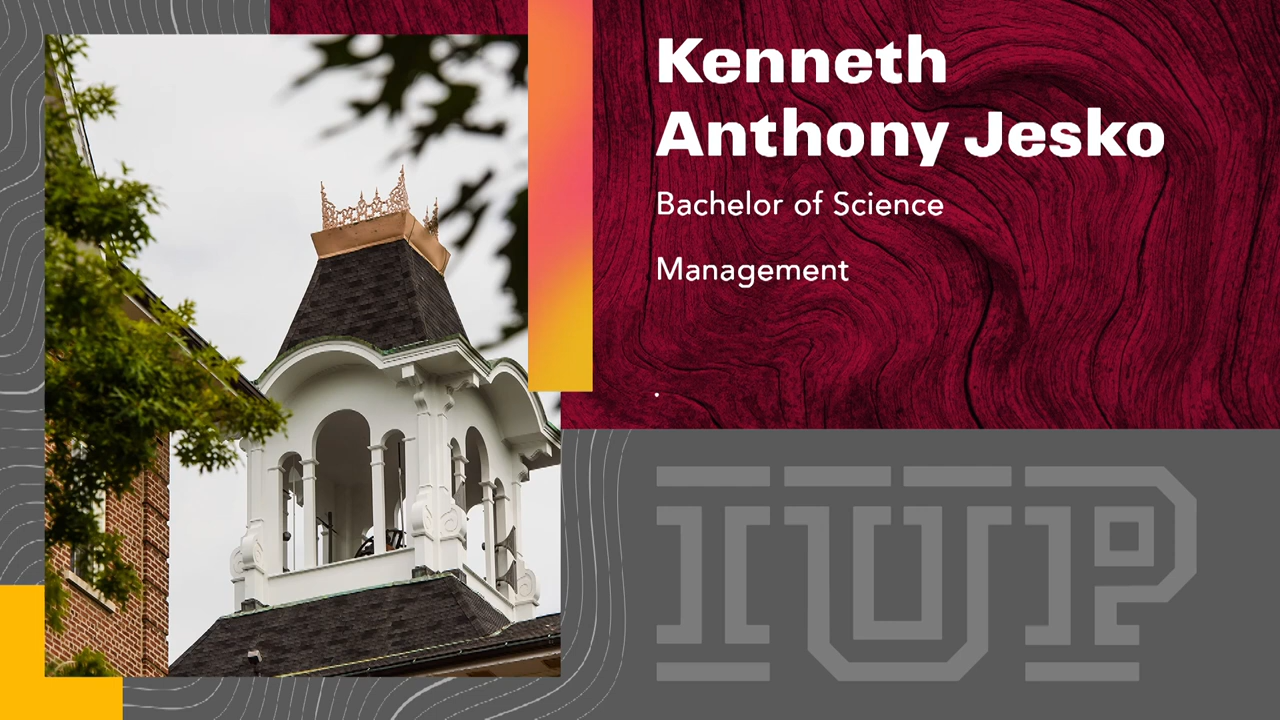 Kenneth
Anthony Jesko
Bachelor of Science
Management
.
IUP